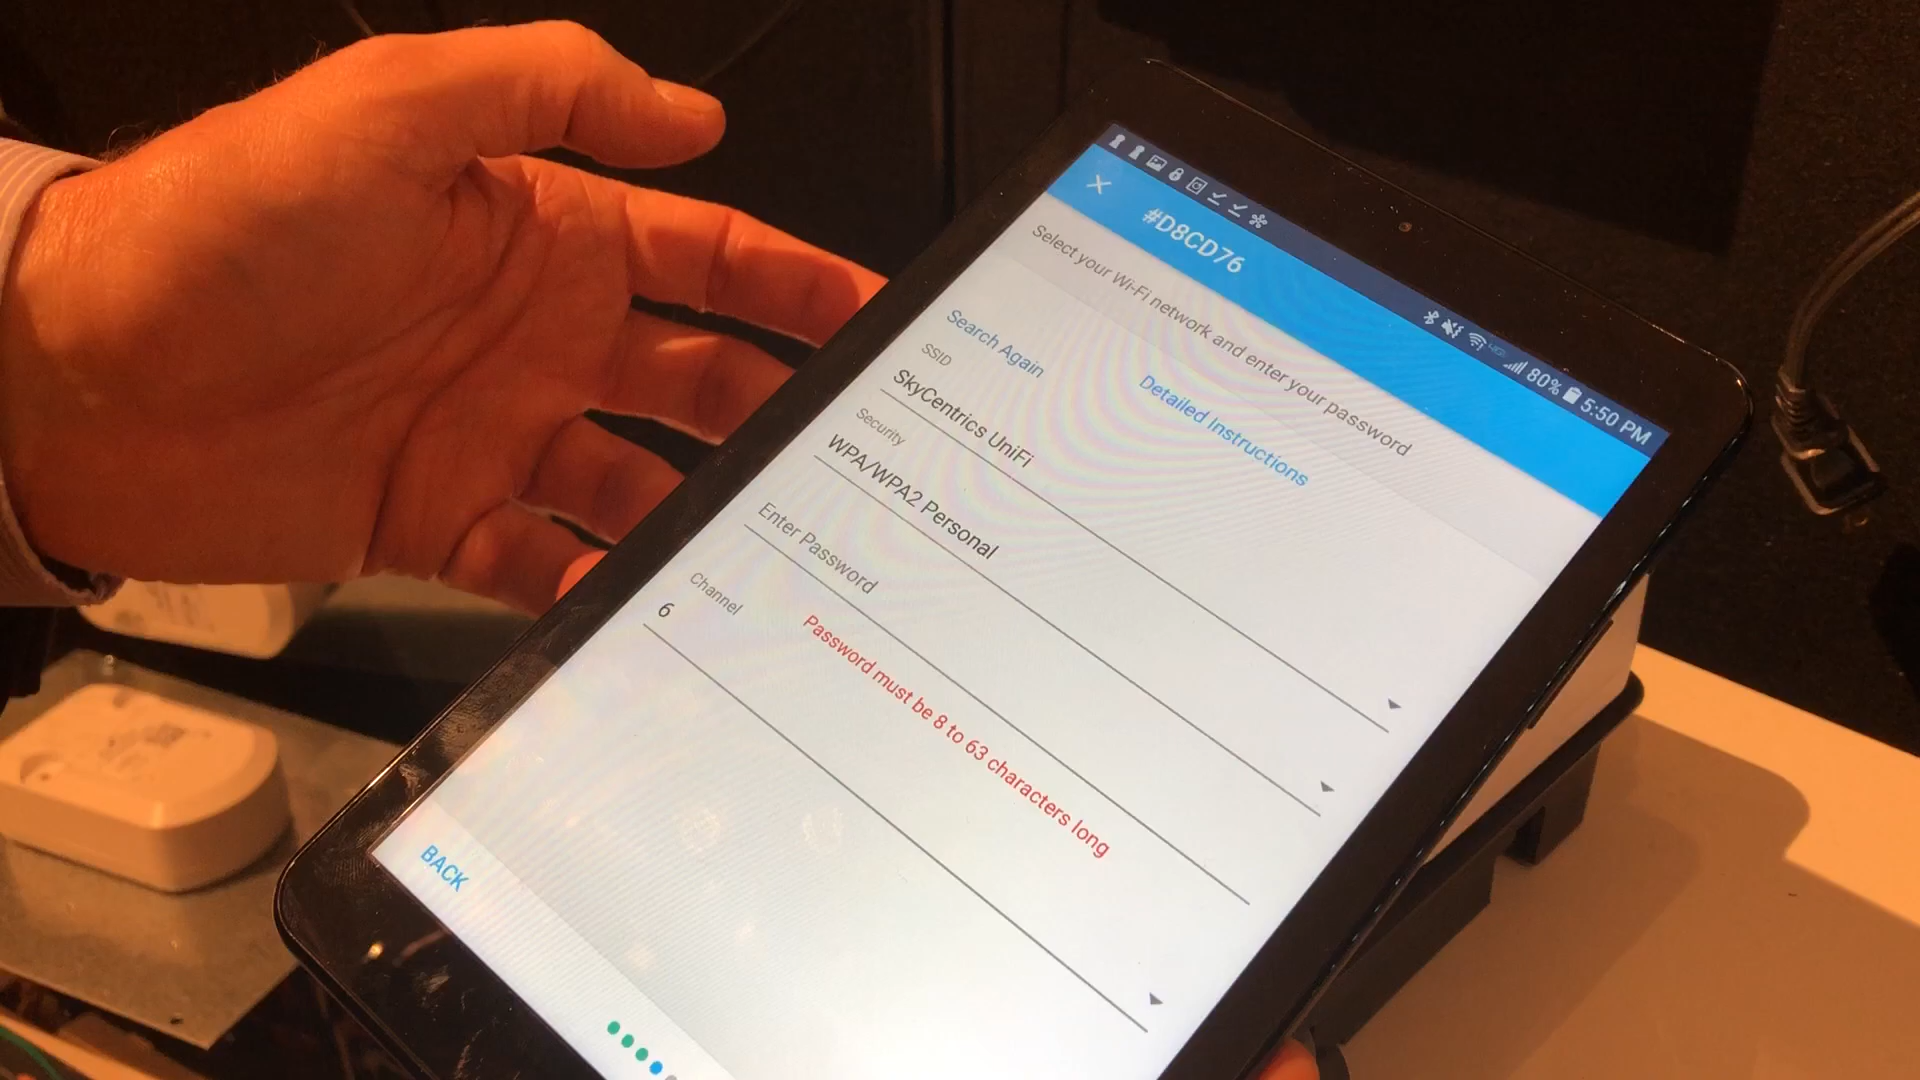 80% 5:50 PM
#D8CD76
Select your Wi-Fi network and enter your password
Search Again
Detailed Instructions
SSID
SkyCentrics UniFi
Security
WPA/WPA2 Personal
Enter Password
Password must be 8 to 63 characters long
Channel
6
BACK